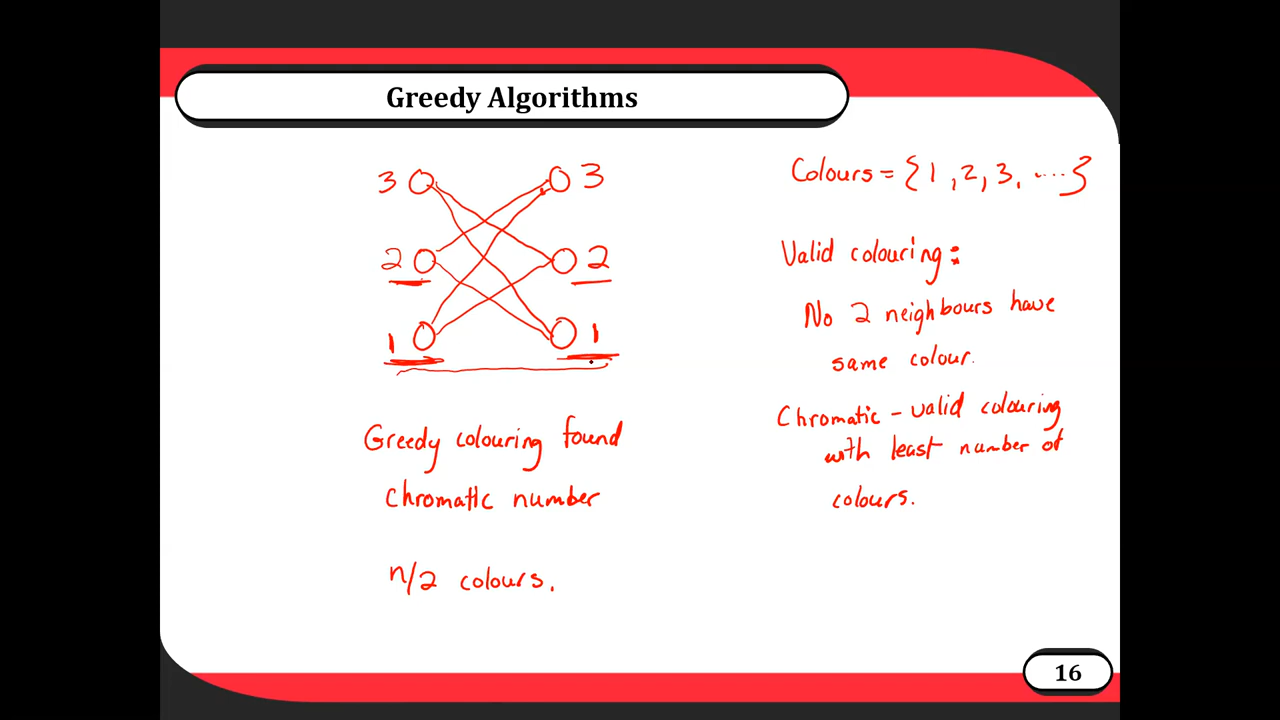 Greedy Algorithms
3 3
2 2
1 1
Greedy colouring found
chromatic number
n/2 colours.
Colours = {1, 2, 3, ....}
Valid colouring:
No 2 neighbours have
same colour.
Chromatic - valid colouring
with least number of
colours.
16